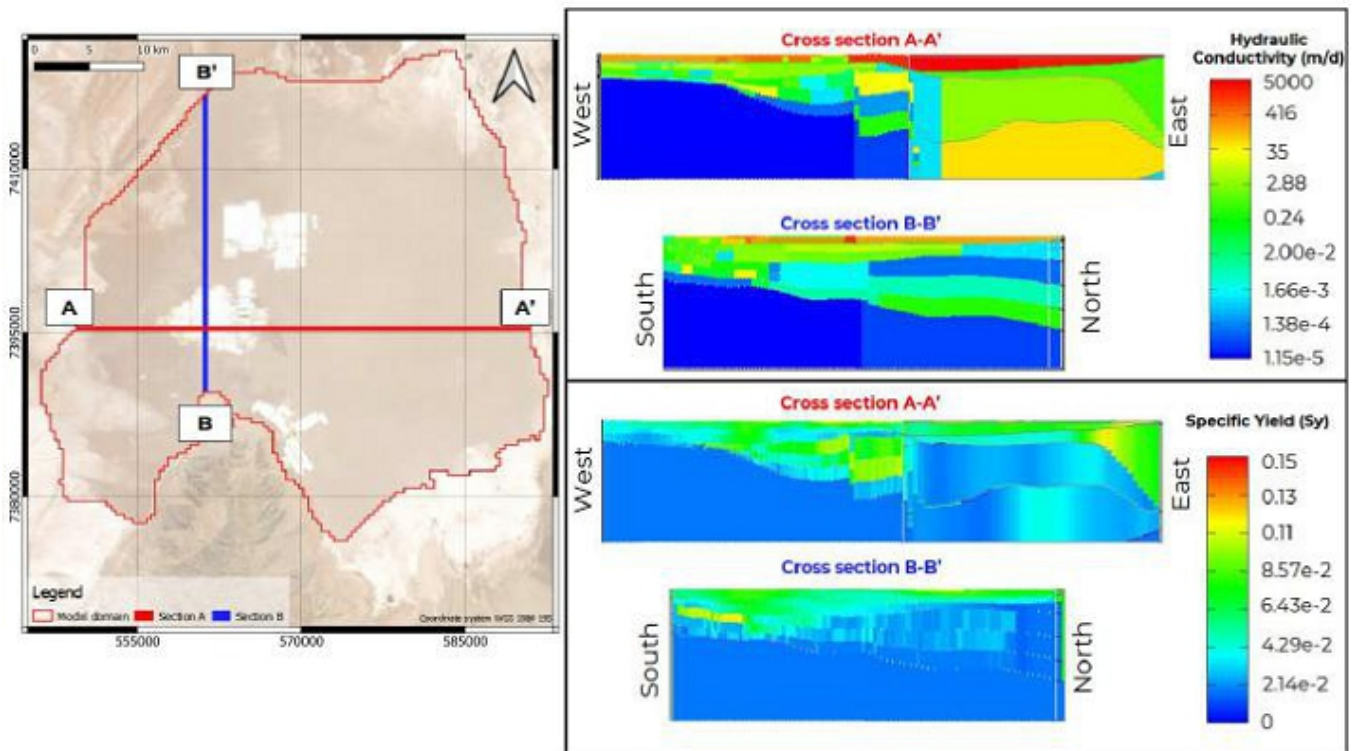 0 5 10 km
B'
A
A'
B
7410000
7395000
7380000
Legend
Model domain Section A Section B
555000 570000 585000
Cross section A-A'
West
East
Cross section B-B'
South
North
Hydraulic
Conductivity (m/d)
5000
416
35
2.88
0.24
2.00e-2
1.66e-3
1.38e-4
1.15e-5
Cross section A-A'
West
East
Cross section B-B'
South
North
Specific Yield (Sy)
0.15
0.13
0.11
8.57e-2
6.43e-2
4.29e-2
2.14e-2
0